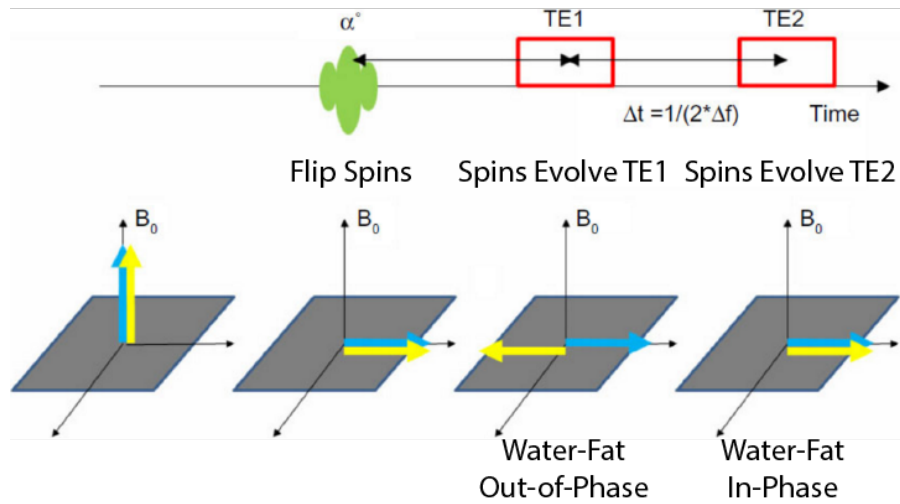 α° TE1 TE2
Δt =1/(2*Δf) Time
Flip Spins Spins Evolve TE1 Spins Evolve TE2
B₀ B₀ B₀ B₀
Water-Fat Water-Fat
Out-of-Phase In-Phase